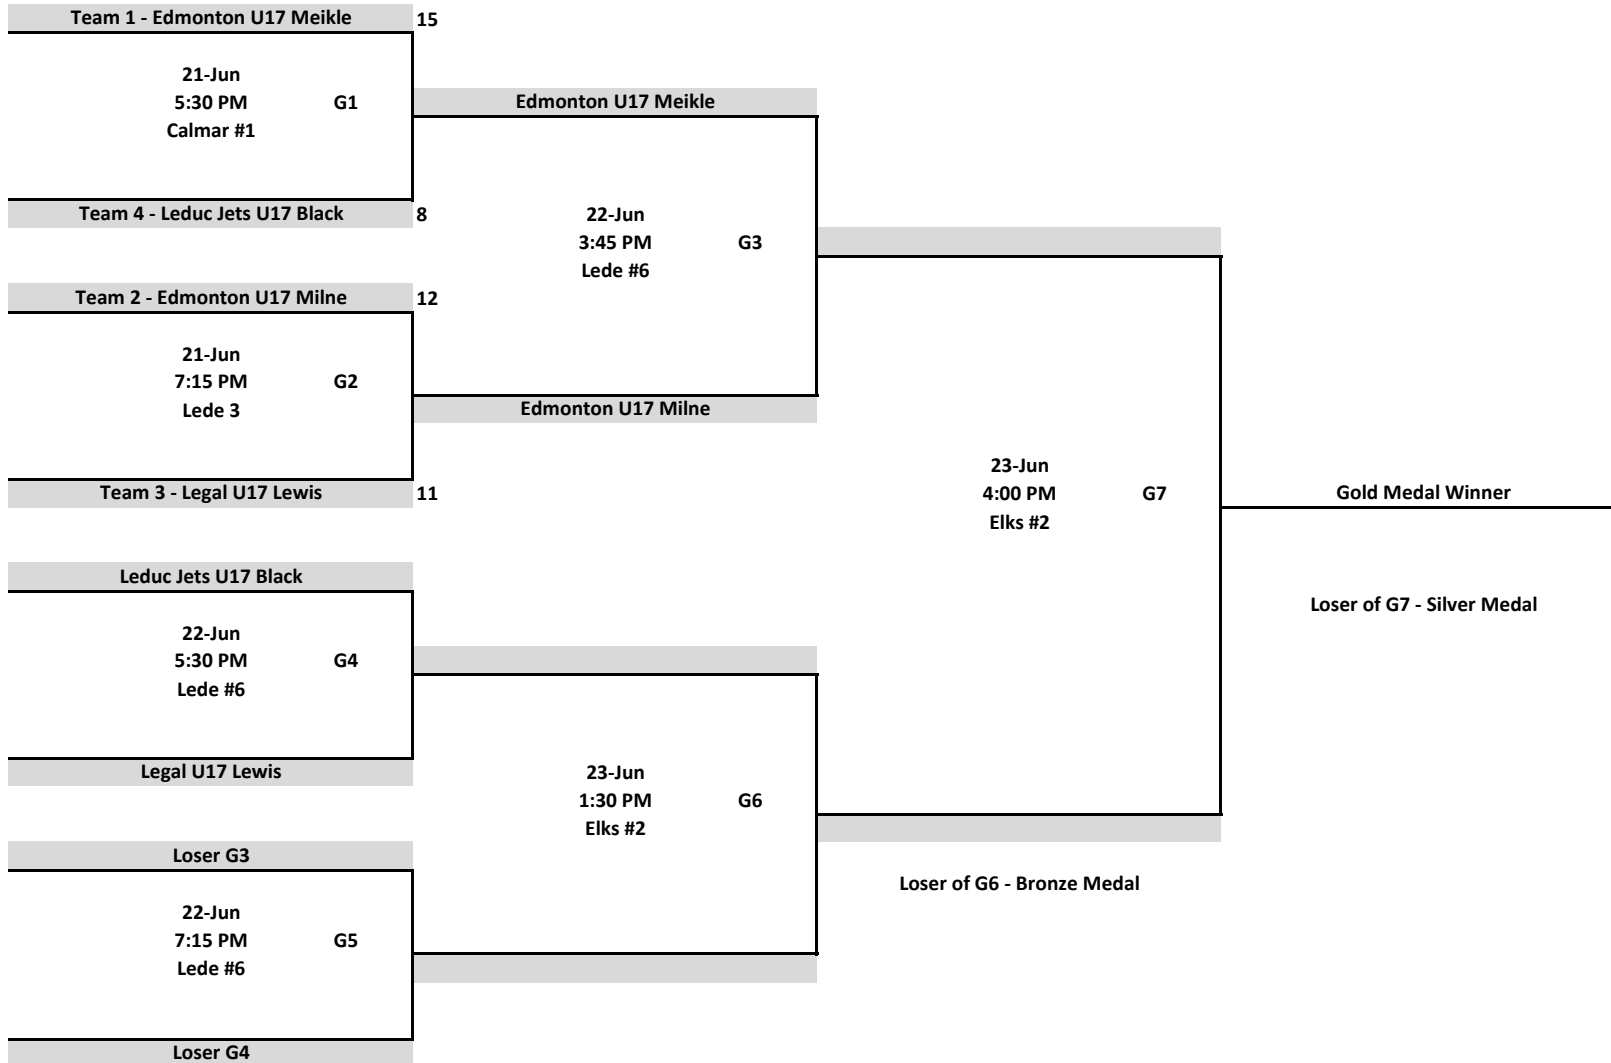 Team 1 - Edmonton U17 Meikle 15
21-Jun
5:30 PM G1
Calmar #1
Team 4 - Leduc Jets U17 Black 8
Edmonton U17 Meikle
22-Jun
3:45 PM G3
Lede #6
Team 2 - Edmonton U17 Milne 12
21-Jun
7:15 PM G2
Lede 3
Team 3 - Legal U17 Lewis 11
Edmonton U17 Milne
23-Jun
4:00 PM G7
Elks #2
Gold Medal Winner
Loser of G7 - Silver Medal
Leduc Jets U17 Black
22-Jun
5:30 PM G4
Lede #6
Legal U17 Lewis
23-Jun
1:30 PM G6
Elks #2
Loser of G6 - Bronze Medal
Loser G3
22-Jun
7:15 PM G5
Lede #6
Loser G4